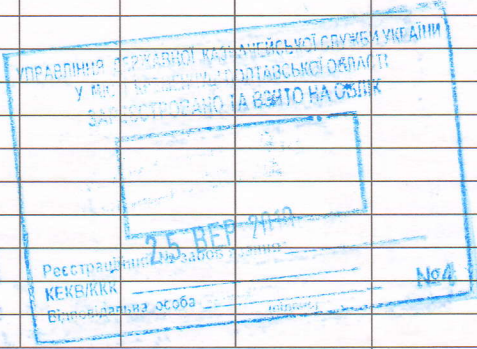 УПРАВЛІННЯ ДЕРЖАВНОЇ КАЗНАЧЕЙСЬКОЇ СЛУЖБИ УКРАЇНИ
У ПОЛТАВСЬКОЇ ОБЛАСТІ
ЗАРЕЄСТРОВАНО ТА ВЗЯТО НА ОБЛІК
25 ВЕР
КЕКВ/ККК
Відповідальна особа
№4